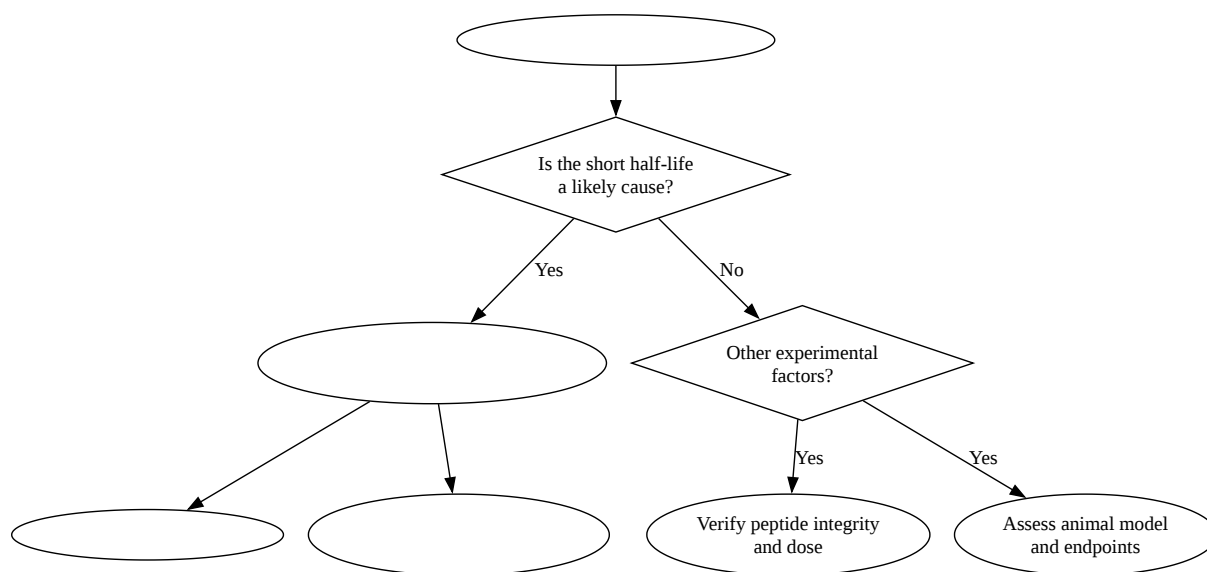 Is the short half-life
a likely cause?
Yes
No
Other experimental
factors?
Yes
Yes
Verify peptide integrity
and dose
Assess animal model
and endpoints